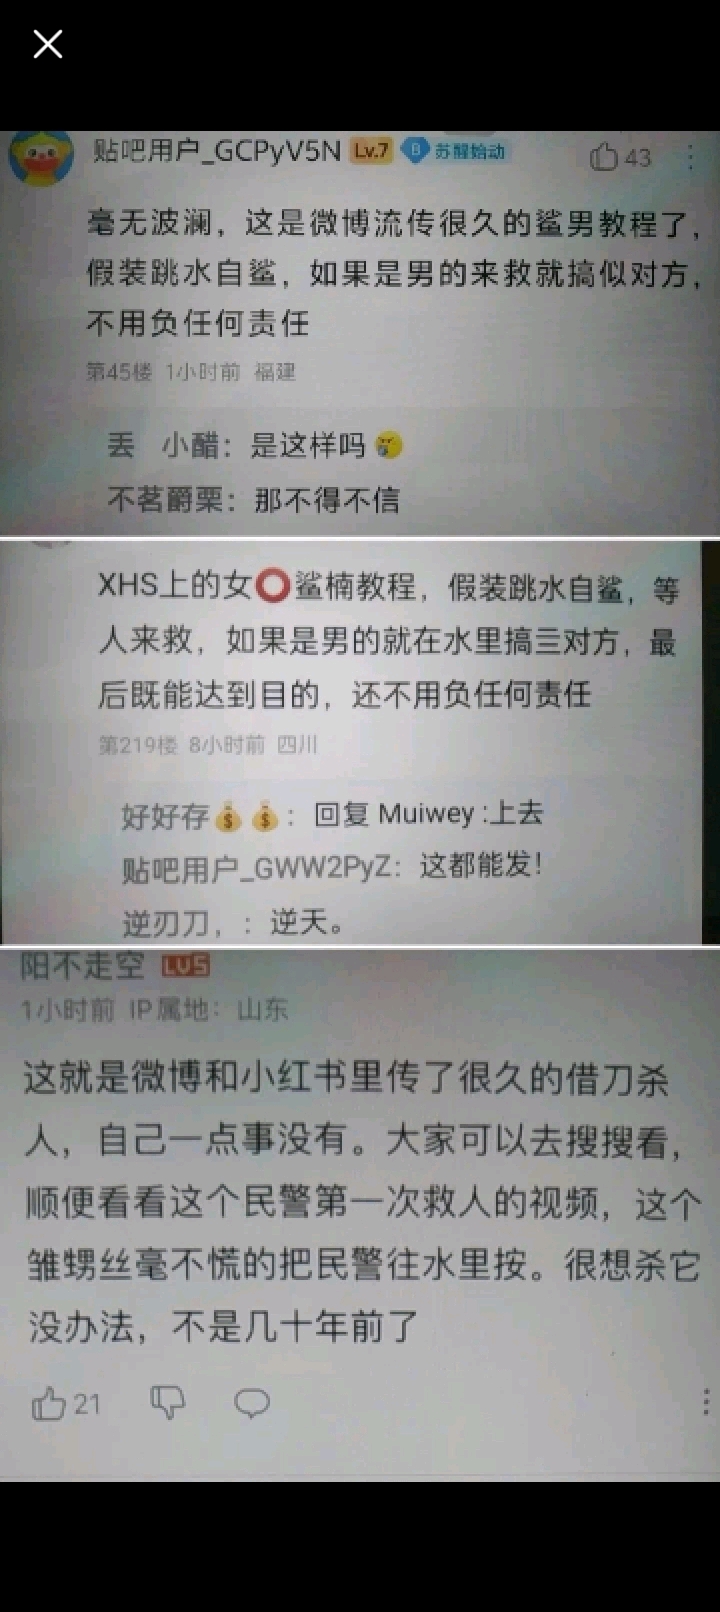 贴吧用户_GCPyV5N Lv.7 B 苏醒始动 43
毫无波澜，这是微博流传很久的鲨男教程了，
假装跳水自鲨，如果是男的来救就搞似对方，
不用负任何责任
第45楼 1小时前 福建
丢 小醋：是这样吗
不茗爵栗：那不得不信
XHS上的女⭕鲨楠教程，假装跳水自鲨，等
人来救，如果是男的就在水里搞亖对方，最
后既能达到目的，还不用负任何责任
第219楼 8小时前 四川
好好存💰💰：回复 Muiwey :上去
贴吧用户_GWW2PyZ：这都能发！
逆刃刀，：逆天。
阳不走空 LV5
1小时前 IP属地：山东
这就是微博和小红书里传了很久的借刀杀
人，自己一点事没有。大家可以去搜搜看，
顺便看看这个民警第一次救人的视频，这个
雏甥丝毫不慌的把民警往水里按。很想杀它
没办法，不是几十年前了
21